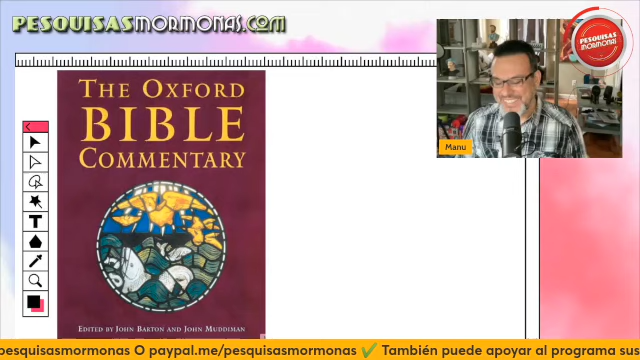 PESQUISASMORMONAS.COM
PESQUISAS
MORMONAS
THE OXFORD
BIBLE
COMMENTARY
Manu
T
EDITED BY JOHN BARTON AND JOHN MUDDIMAN
pesquisasmormonas O paypal.me/pesquisasmormonas ✔ También puede apoyar al programa sus